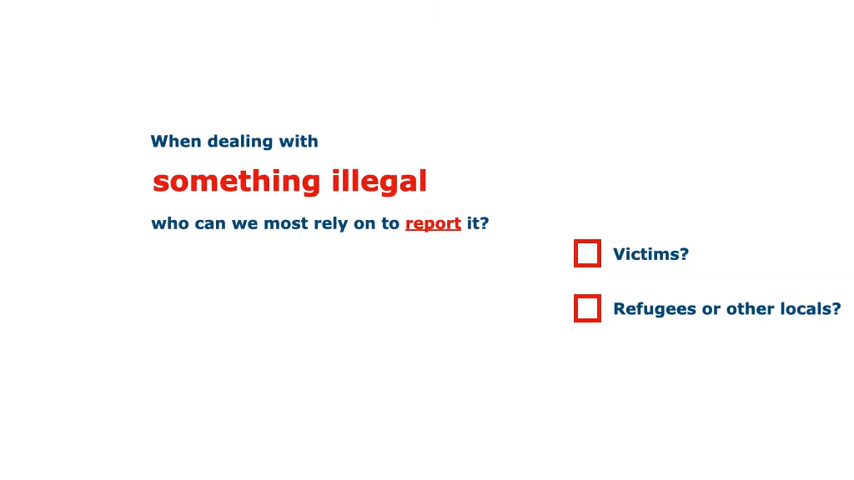 When dealing with
something illegal
who can we most rely on to report it?
Victims?
Refugees or other locals?